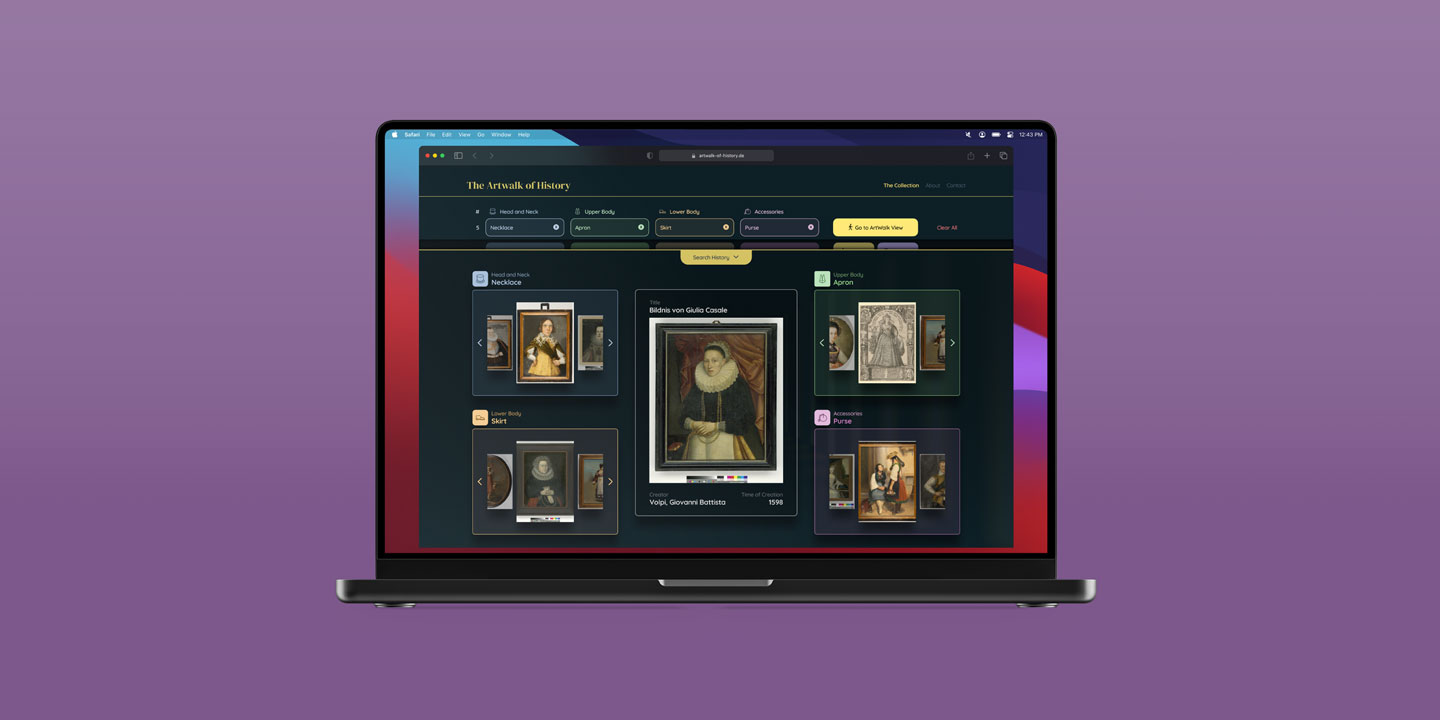 Safari File Edit View Go Window Help 12:43 PM
artwalk-of-history.de
The Artwalk of History The Collection About Contact
# Head and Neck Upper Body Lower Body Accessories
5 Necklace Apron Skirt Purse Go to ArtWalk View Clear All
Search History
Head and Neck
Necklace
Title
Bildnis von Giulia Casale
Upper Body
Apron
Lower Body
Skirt
Accessories
Purse
Creator Time of Creation
Volpi, Giovanni Battista 1598